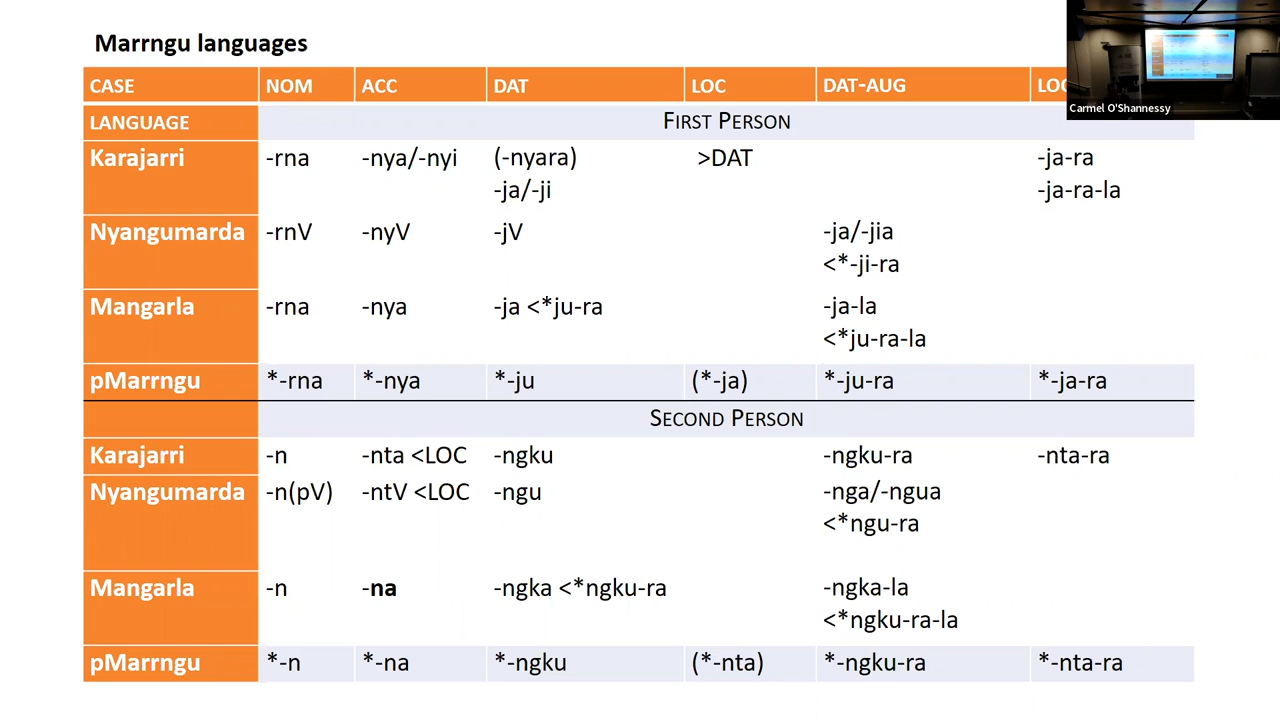 Marrngu languages
CASE NOM ACC DAT LOC DAT-AUG LOC
Carmel O'Shannessy
LANGUAGE FIRST PERSON
Karajarri -rna -nya/-nyi (-nyara) >DAT -ja-ra
-ja/-ji -ja-ra-la
Nyangumarda -rnV -nyV -jV -ja/-jia
<*-ji-ra
Mangarla -rna -nya -ja <*ju-ra -ja-la
<*ju-ra-la
pMarrngu *-rna *-nya *-ju (*-ja) *-ju-ra *-ja-ra
SECOND PERSON
Karajarri -n -nta <LOC -ngku -ngku-ra -nta-ra
Nyangumarda -n(pV) -ntV <LOC -ngu -nga/-ngua
<*ngu-ra
Mangarla -n -na -ngka <*ngku-ra -ngka-la
<*ngku-ra-la
pMarrngu *-n *-na *-ngku (*-nta) *-ngku-ra *-nta-ra